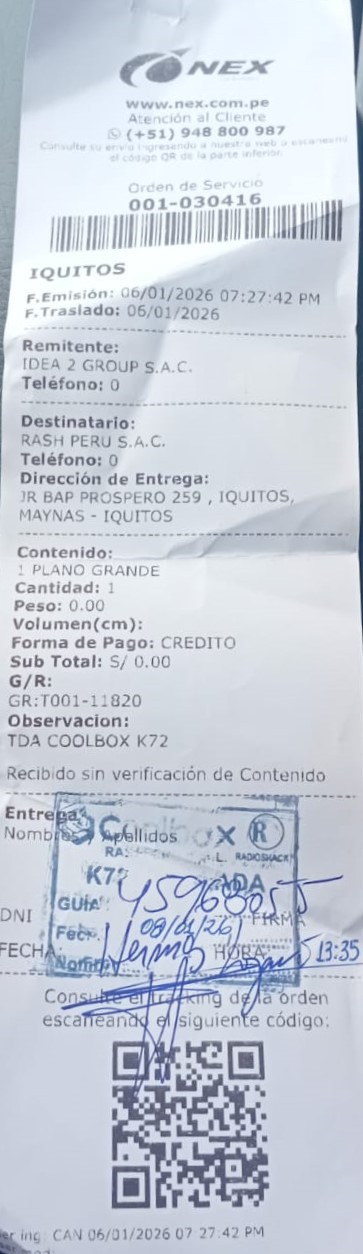 NEX
www.nex.com.pe
Atención al Cliente
(+51) 948 800 987
Consulte su envío ingresando a nuestra web o escaneando
el código QR de la parte inferior.
Orden de Servicio
001-030416
IQUITOS
F.Emisión: 06/01/2026 07:27:42 PM
F.Traslado: 06/01/2026
Remitente:
IDEA 2 GROUP S.A.C.
Teléfono: 0
Destinatario:
RASH PERU S.A.C.
Teléfono: 0
Dirección de Entrega:
JR BAP PROSPERO 259 , IQUITOS,
MAYNAS - IQUITOS
Contenido:
1 PLANO GRANDE
Cantidad: 1
Peso: 0.00
Volumen(cm):
Forma de Pago: CREDITO
Sub Total: S/ 0.00
G/R:
GR:T001-11820
Observacion:
TDA COOLBOX K72
Recibido sin verificación de Contenido
Entrega
Nombres y Apellidos
Coolbox R
RADIOSHACK
GUIA:
DNI
FIRMA
Fech. 08/01/26
FECHA
HORA 13:35
Consulte el tracking de la orden
escaneando el siguiente código:
CAN 06/01/2026 07:27:42 PM